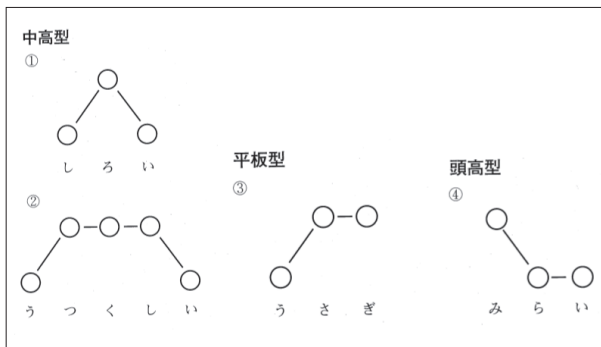 中高型
①
し ろ い
②
う つ く し い
平板型
③
う さ ぎ
頭高型
④
み ら い